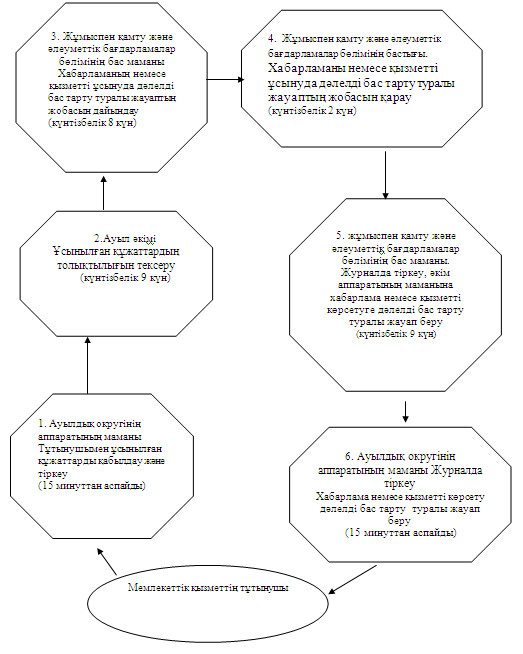 3. Жұмыспен қамту және
әлеуметтік бағдарламалар
бөлімінің бас маманы
Хабарламаның немесе
қызметті ұсынуда дәлелді
бас тарту туралы жауаптың
жобасын дайындау
(күнтізбелік 8 күн)
4. Жұмыспен қамту және әлеуметтік
бағдарламалар бөлімінің бастығы.
Хабарламаны немесе қызметті
ұсынуда дәлелді бас тарту туралы
жауаптың жобасын қарау
(күнтізбелік 2 күн)
2.Ауыл әкімі
Ұсынылған құжаттардын
толықтылығын тексеру
(күнтізбелік 9 күн)
5. жұмыспен қамту және
әлеуметтік бағдарламалар
бөлімінің бас маманы.
Журналда тіркеу, әкім
аппаратының маманына
хабарлама немесе қызметті
көрсетуге дәлелді бас тарту
туралы жауап беру
(күнтізбелік 9 күн)
1. Ауылдық округінің
аппаратының маманы
Тұтынушымен ұсынылған
құжаттарды қабылдау және
тіркеу
(15 минуттан аспайды)
6. Ауылдық округінін
аппаратының маманы Журналда
тіркеу
Хабарлама немесе қызметті көрсету
дәлелді бас тарту туралы жауап
беру
(15 минуттан аспайды)
Мемлекеттік қызметтің тұтынушы